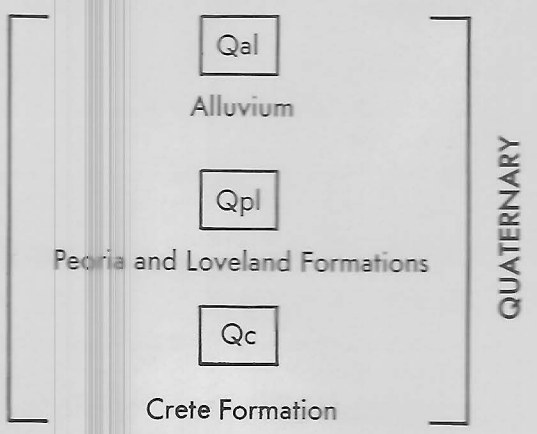 Qal
Alluvium
Qpl
Peoria and Loveland Formations
Qc
Crete Formation
QUATERNARY